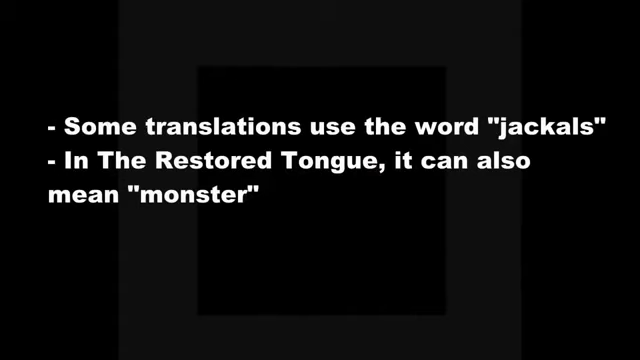 - Some translations use the word "jackals"
- In The Restored Tongue, it can also
mean "monster"